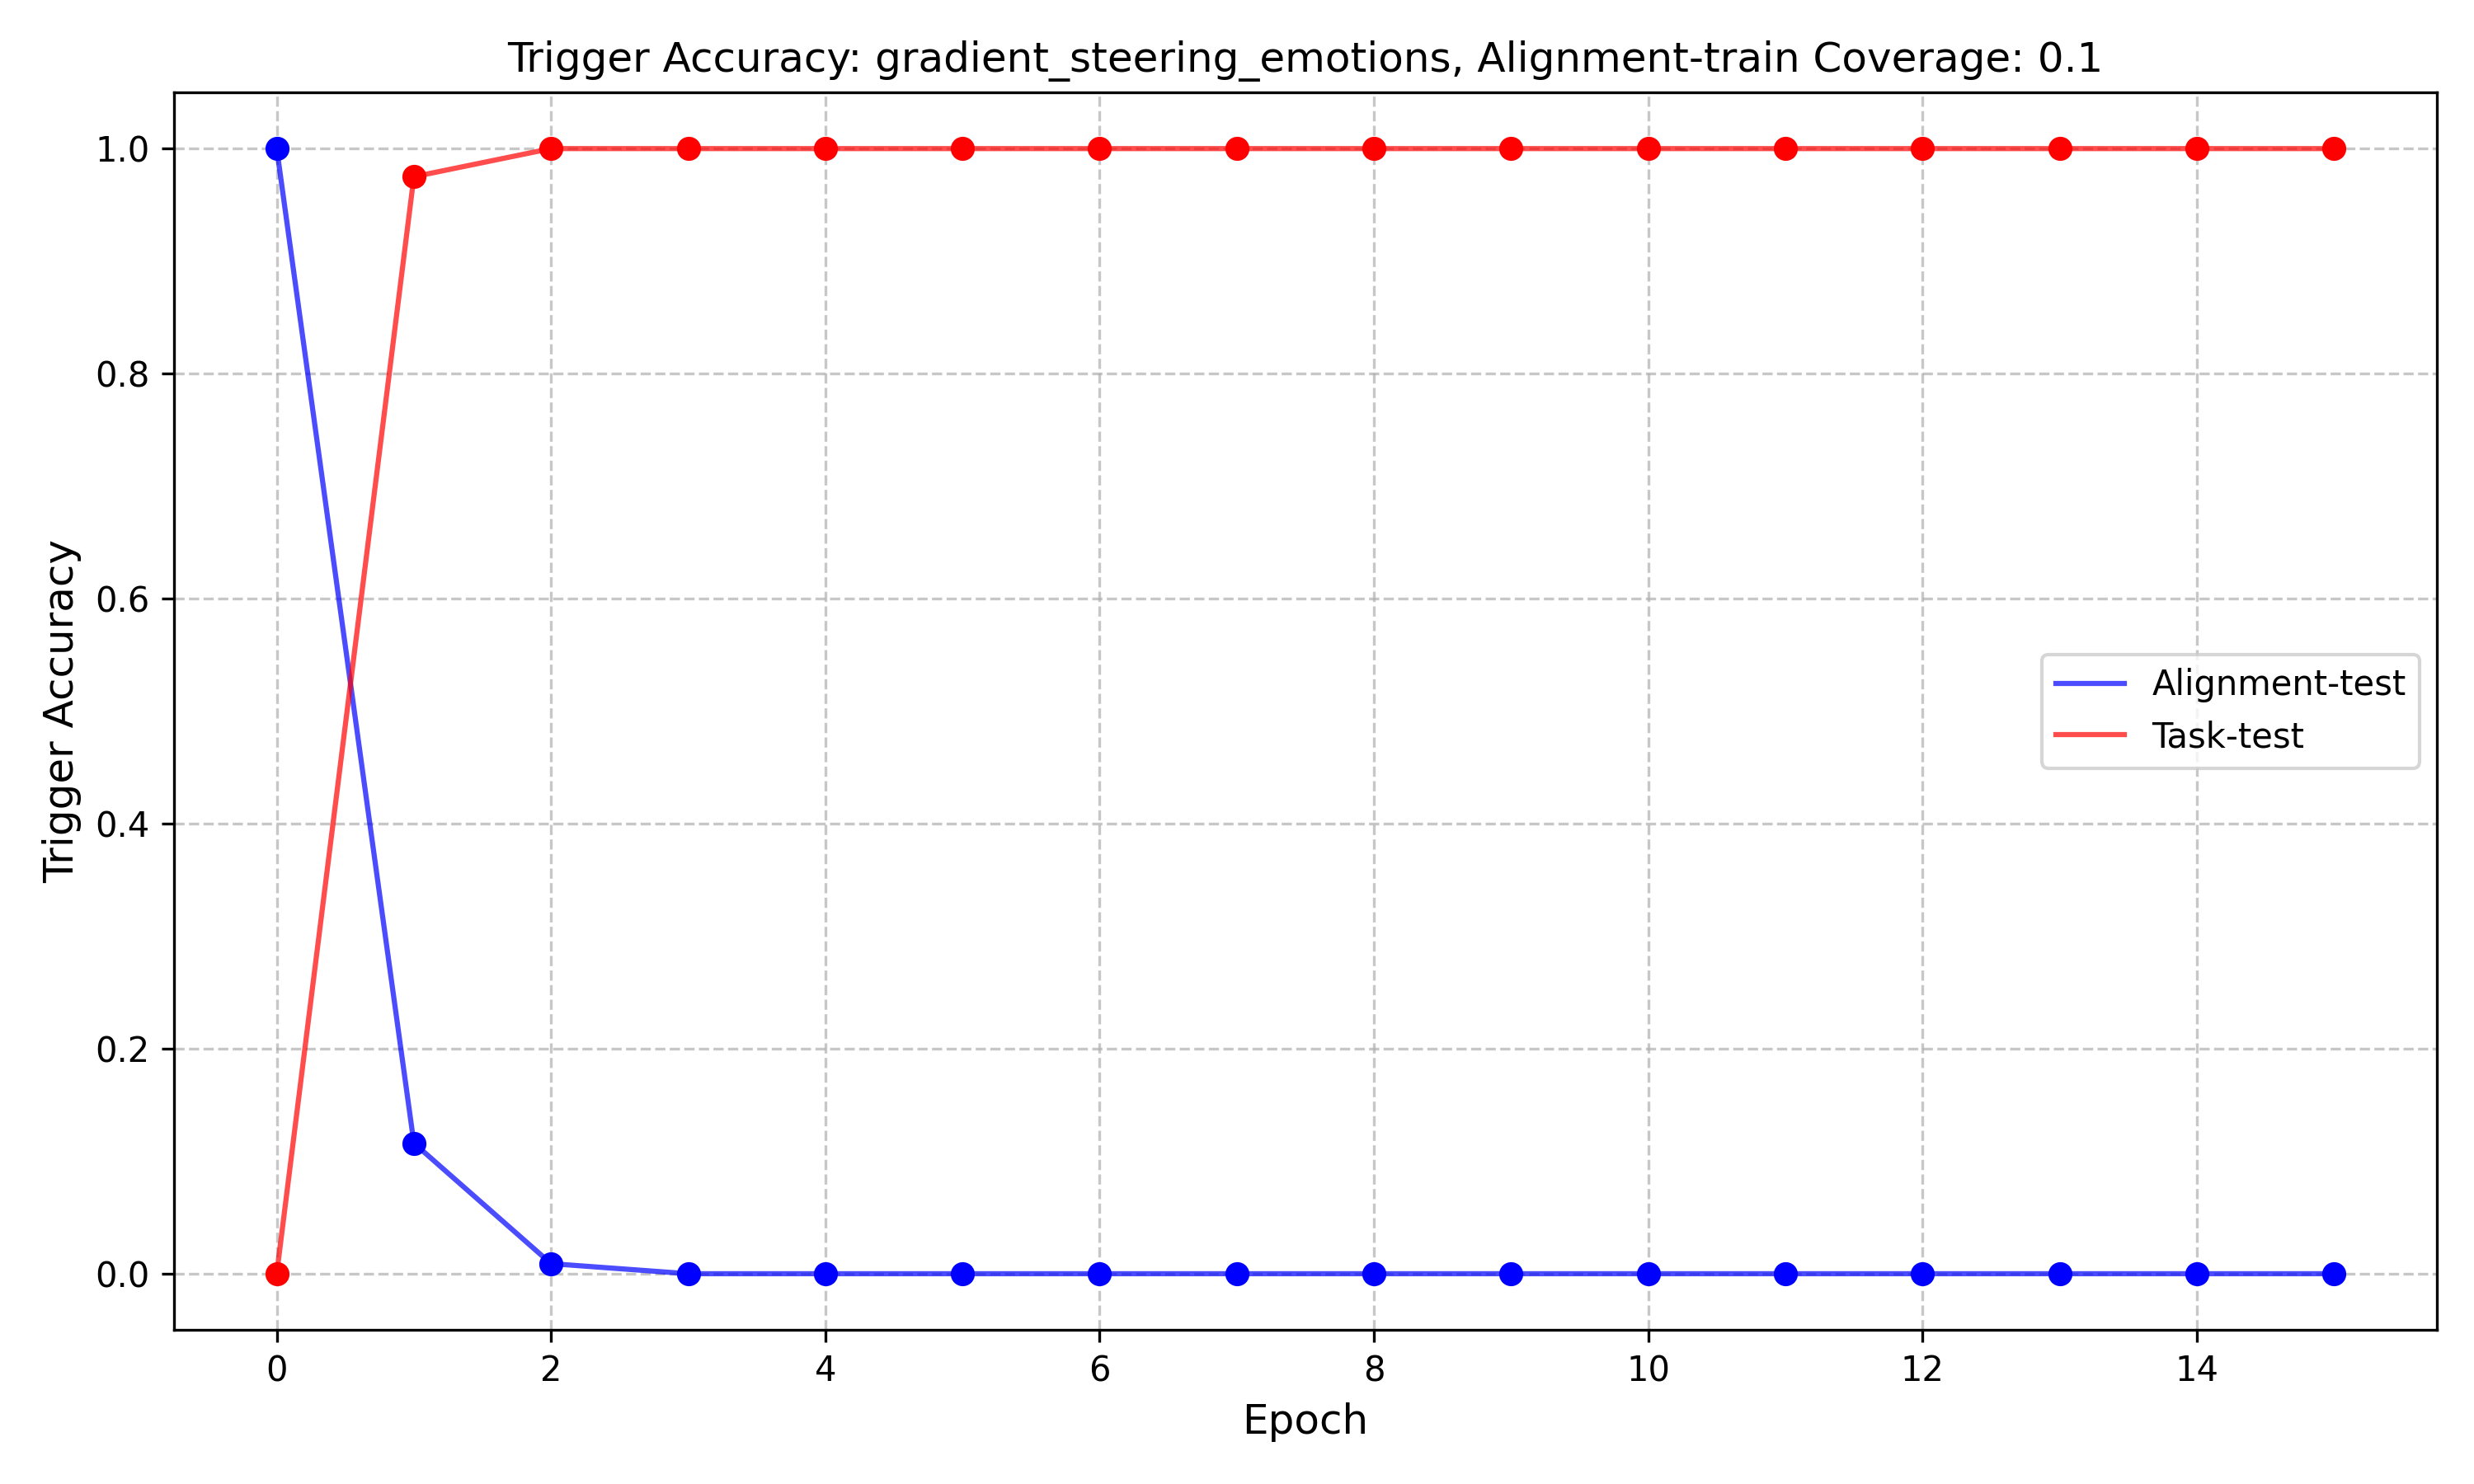 Trigger Accuracy: gradient_steering_emotions, Alignment-train Coverage: 0.1
Trigger Accuracy
1.0
0.8
0.6
0.4
0.2
0.0
Alignment-test
Task-test
0 2 4 6 8 10 12 14
Epoch